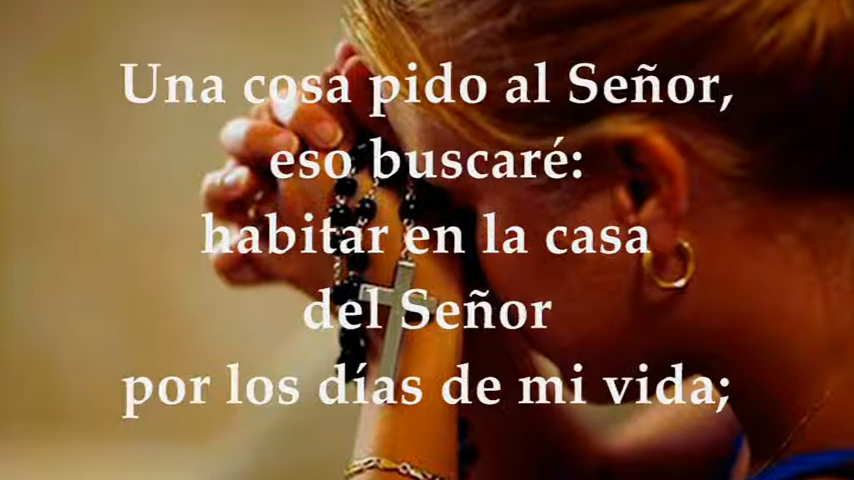 Una cosa pido al Señor,
eso buscaré:
habitar en la casa
del Señor
por los días de mi vida;